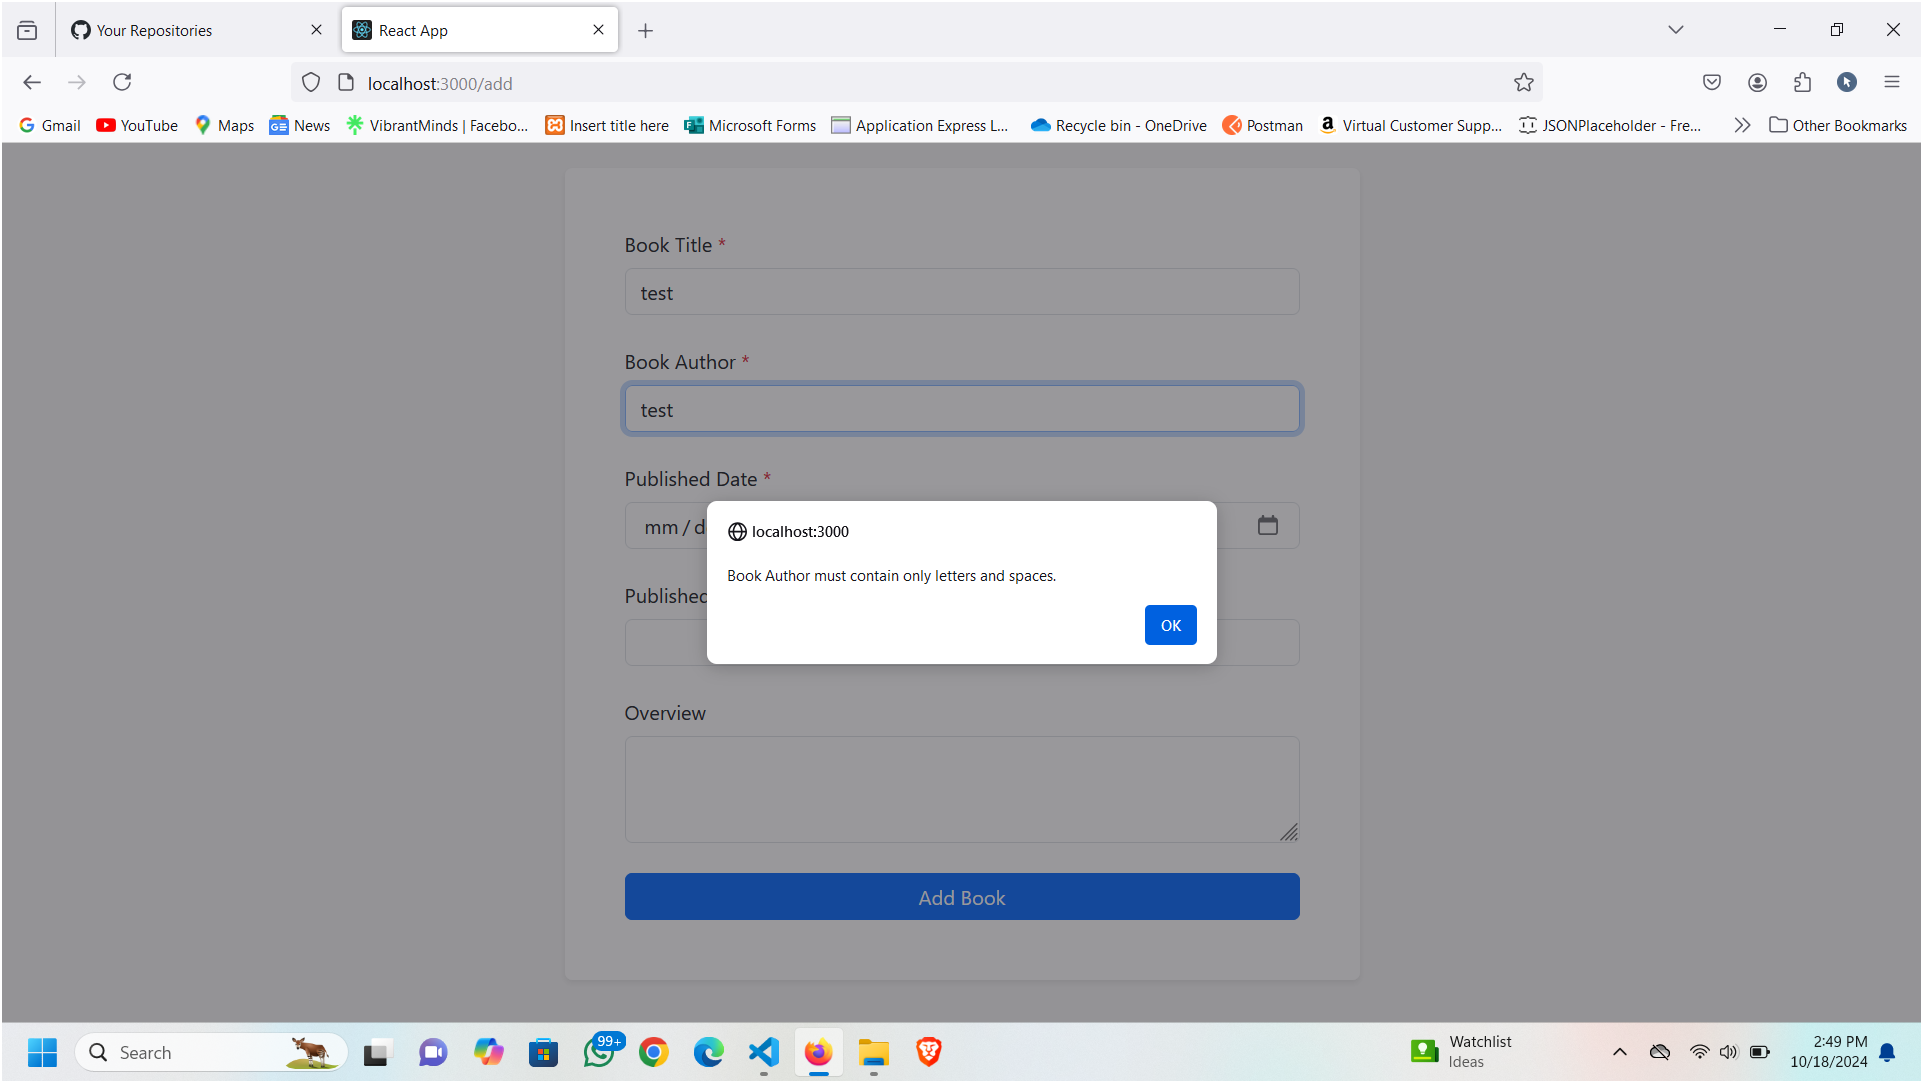 Your Repositories
React App
localhost:3000/add
Gmail
YouTube
Maps
News
VibrantMinds | Facebo...
Insert title here
Microsoft Forms
Application Express L...
Recycle bin - OneDrive
Postman
Virtual Customer Supp...
JSONPlaceholder - Fre...
Other Bookmarks
Book Title *
test
Book Author *
test
Published Date *
mm / d
localhost:3000
Book Author must contain only letters and spaces.
OK
Published
Overview
Add Book
Search
99+
Watchlist
Ideas
2:49 PM
10/18/2024